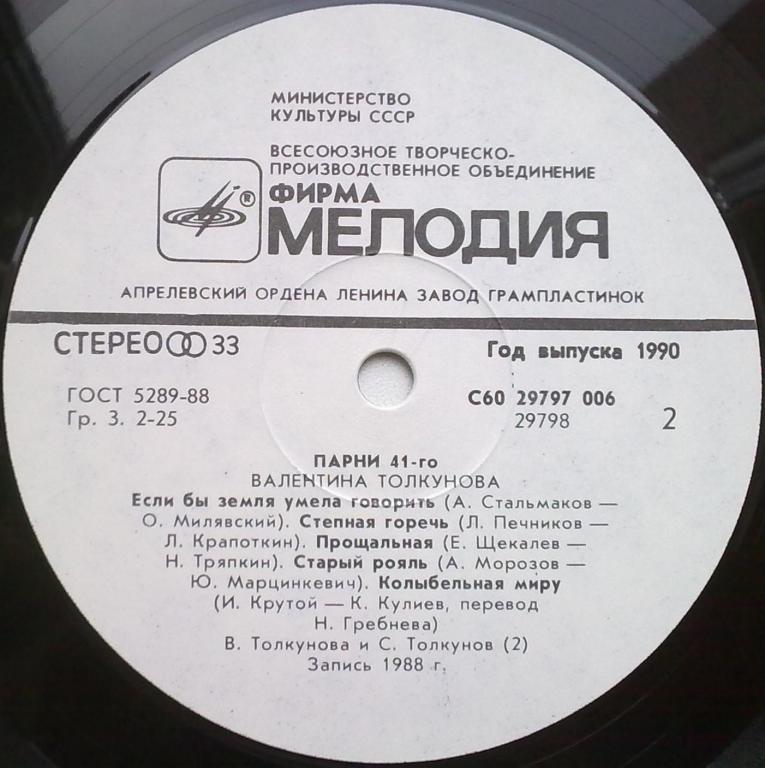 МИНИСТЕРСТВО
КУЛЬТУРЫ СССР
ВСЕСОЮЗНОЕ ТВОРЧЕСКО-
ПРОИЗВОДСТВЕННОЕ ОБЪЕДИНЕНИЕ
®
ФИРМА
МЕЛОДИЯ
АПРЕЛЕВСКИЙ ОРДЕНА ЛЕНИНА ЗАВОД ГРАМПЛАСТИНОК
СТЕРЕО 33
Год выпуска 1990
ГОСТ 5289-88
Гр. 3. 2-25
С60 29797 006
29798
2
ПАРНИ 41-го
ВАЛЕНТИНА ТОЛКУНОВА
Если бы земля умела говорить (А. Стальмаков —
О. Милявский). Степная горечь (Л. Печников —
Л. Крапоткин). Прощальная (Е. Щекалев —
Н. Тряпкин). Старый рояль (А. Морозов —
Ю. Марцинкевич). Колыбельная миру
(И. Крутой — К. Кулиев, перевод
Н. Гребнева)
В. Толкунова и С. Толкунов (2)
Запись 1988 г.